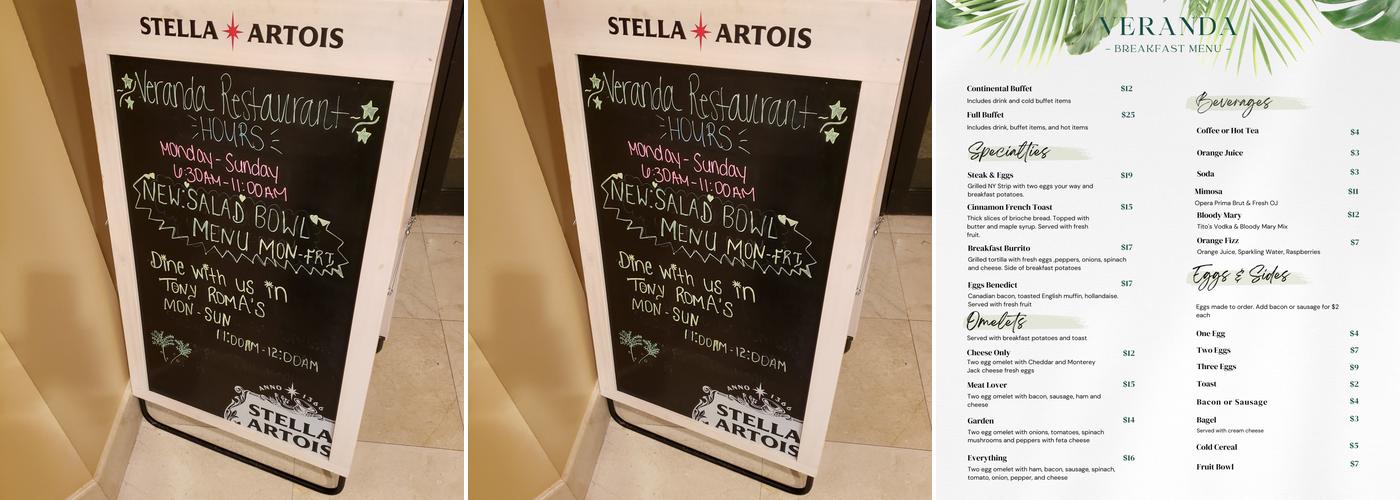 STELLA ARTOIS
Veranda Restaurant
HOURS
Monday - Sunday
6:30AM-11:00AM
NEW: SALAD BOWL
MENU MON-FRI
Dine with us in
TONY ROMA'S
MON - SUN
11:00AM-12:00AM
ANNO 1366
STELLA
ARTOIS
STELLA ARTOIS
Veranda Restaurant
HOURS
Monday - Sunday
6:30AM-11:00AM
NEW: SALAD BOWL
MENU MON-FRI
Dine with us in
TONY ROMA'S
MON - SUN
11:00AM-12:00AM
ANNO 1366
STELLA
ARTOIS
VERANDA
- BREAKFAST MENU -
Continental Buffet $12
Includes drink and cold buffet items
Full Buffet $25
Includes drink, buffet items, and hot items
Specialties
Steak & Eggs $19
Grilled NY Strip with two eggs your way and
breakfast potatoes.
Cinnamon French Toast $15
Thick slices of brioche bread. Topped with
butter and maple syrup. Served with fresh
fruit.
Breakfast Burrito $17
Grilled tortilla with fresh eggs ,peppers, onions, spinach
and cheese. Side of breakfast potatoes
Eggs Benedict $17
Canadian bacon, toasted English muffin, hollandaise.
Served with fresh fruit
Omelets
Served with breakfast potatoes and toast
Cheese Only $12
Two egg omelet with Cheddar and Monterey
Jack cheese fresh eggs
Meat Lover $15
Two egg omelet with bacon, sausage, ham and
cheese
Garden $14
Two egg omelet with onions, tomatoes, spinach
mushrooms and peppers with feta cheese
Everything $16
Two egg omelet with ham, bacon, sausage, spinach,
tomato, onion, pepper, and cheese
Beverages
Coffee or Hot Tea $4
Orange Juice $3
Soda $3
Mimosa $11
Opera Prima Brut & Fresh OJ
Bloody Mary $12
Tito's Vodka & Bloody Mary Mix
Orange Fizz $7
Orange Juice, Sparkling Water, Raspberries
Eggs & Sides
Eggs made to order. Add bacon or sausage for $2
each
One Egg $4
Two Eggs $7
Three Eggs $9
Toast $2
Bacon or Sausage $4
Bagel $3
Served with cream cheese
Cold Cereal $5
Fruit Bowl $7